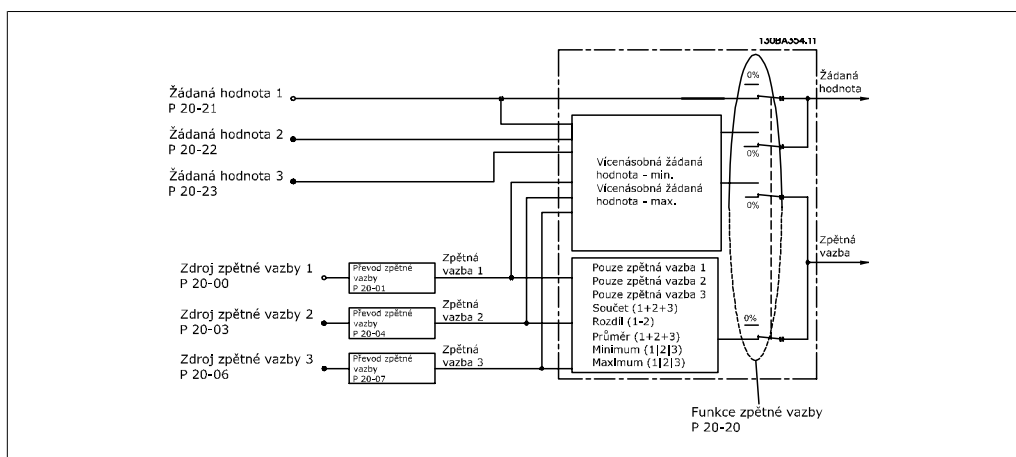 130BA354.11
Žádaná hodnota 1
P 20-21
Žádaná hodnota 2
P 20-22
Žádaná hodnota 3
P 20-23
0%
Žádaná
hodnota
0%
Vícenásobná žádaná
hodnota - min.
Vícenásobná žádaná
hodnota - max.
0%
Zpětná
vazba
Zdroj zpětné vazby 1
P 20-00
Převod zpětné
vazby
P 20-01
Zpětná
vazba 1
Zdroj zpětné vazby 2
P 20-03
Převod zpětné
vazby
P 20-04
Zpětná
vazba 2
Zdroj zpětné vazby 3
P 20-06
Převod zpětné
vazby
P 20-07
Zpětná
vazba 3
Pouze zpětná vazba 1
Pouze zpětná vazba 2
Pouze zpětná vazba 3
Součet (1+2+3)
Rozdíl (1-2)
Průměr (1+2+3)
Minimum (1|2|3)
Maxlmum (1|2|3)
0%
Funkce zpětné vazby
P 20-20